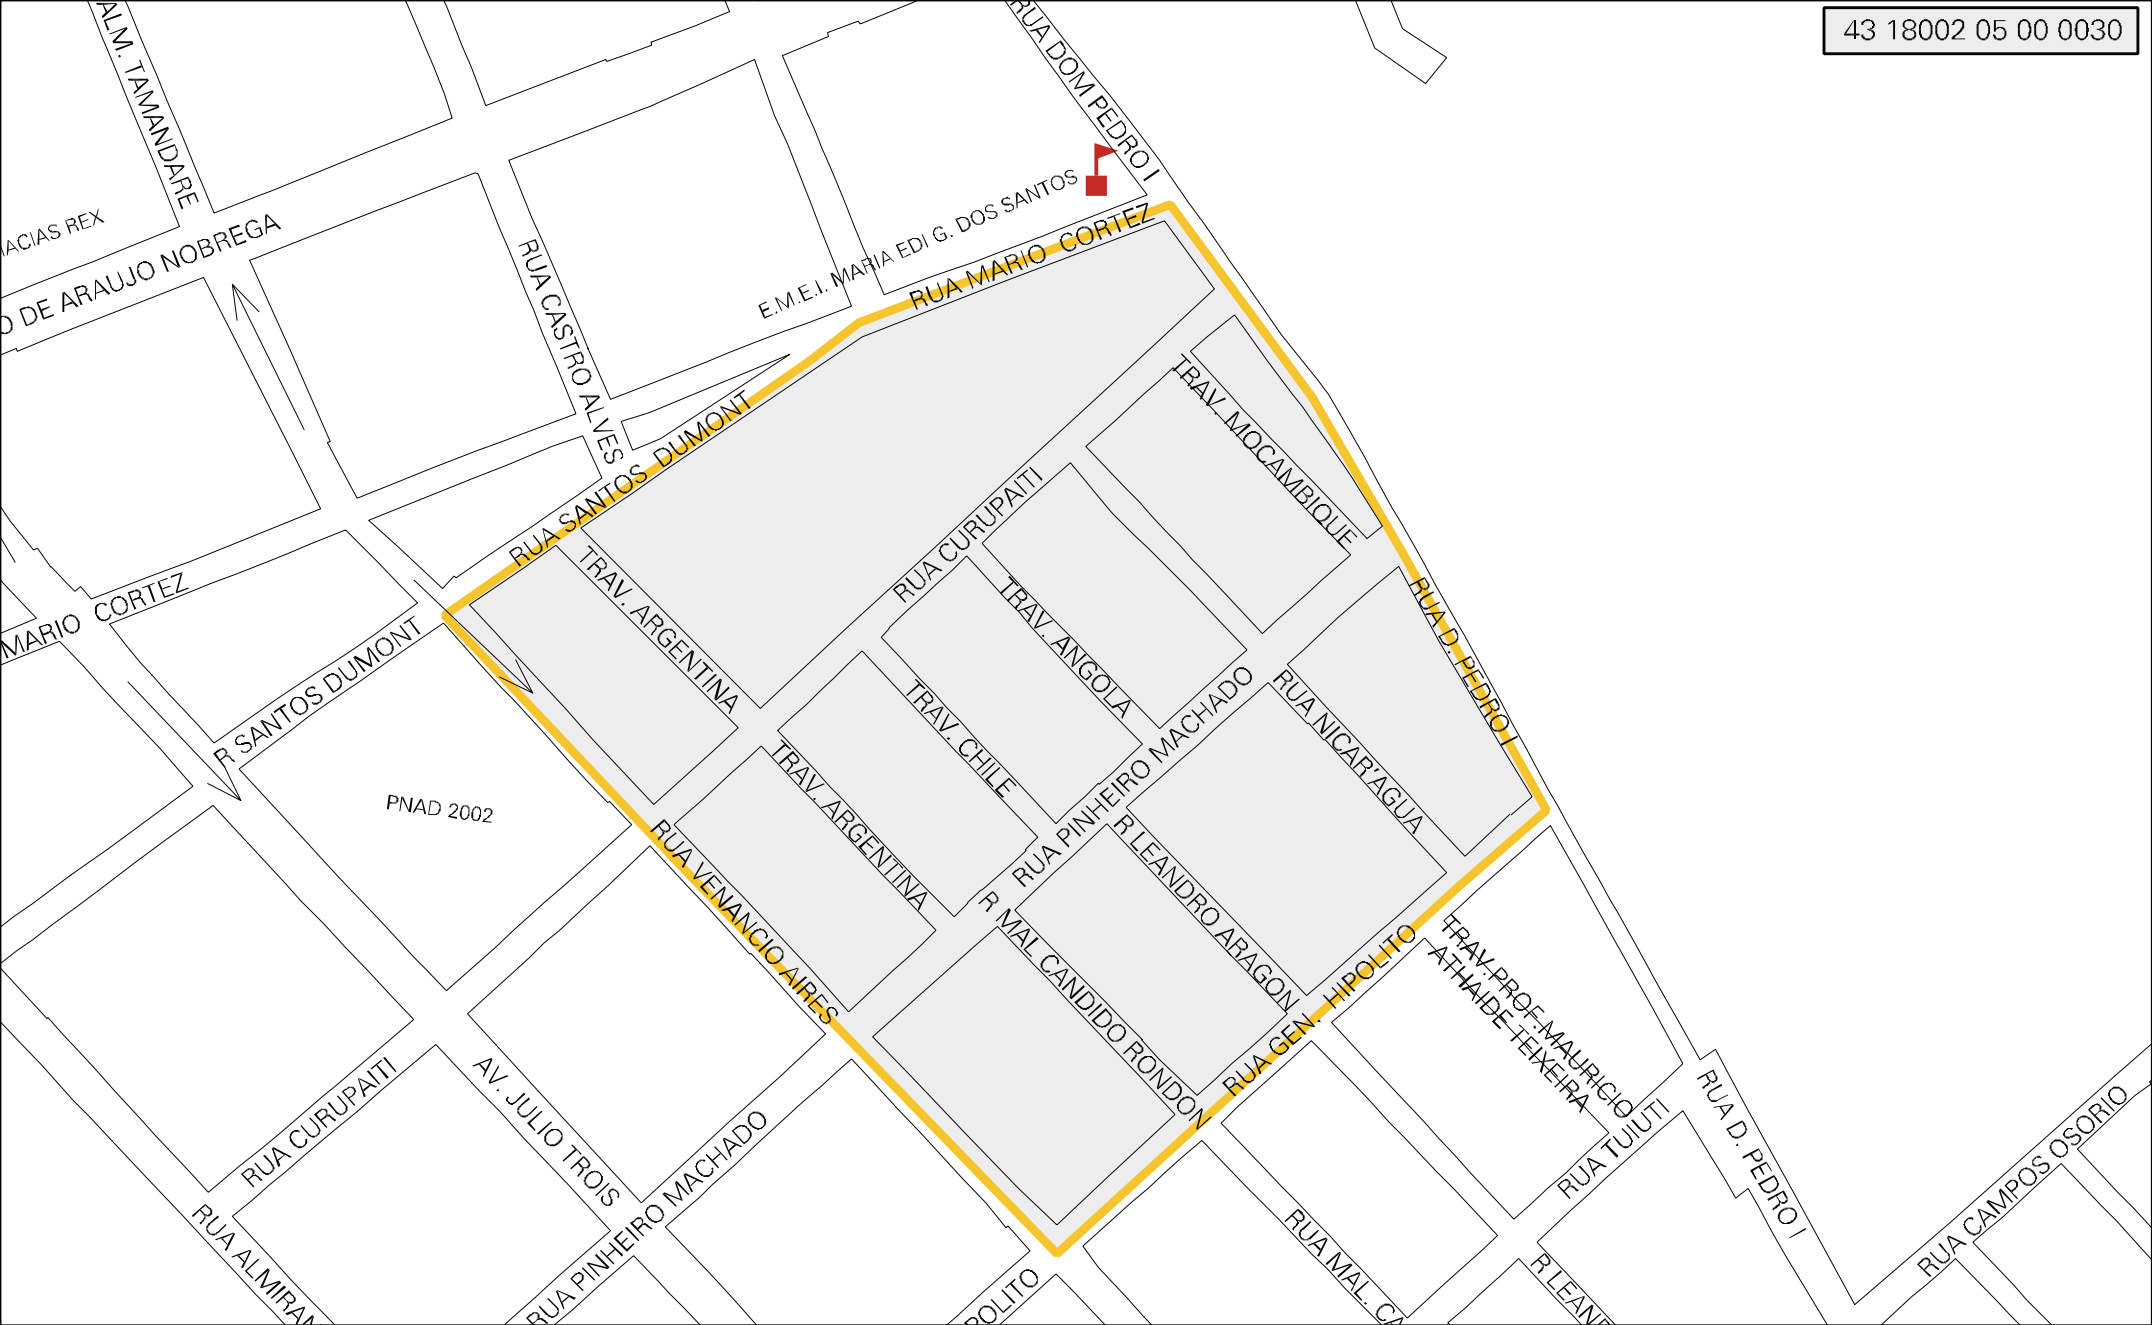 43 18002 05 00 0030
ALM. TAMANDARE
RUA DOM PEDRO I
ACIAS REX
O DE ARAUJO NOBREGA
RUA CASTRO ALVES
E.M.E.I. MARIA EDI G. DOS SANTOS
RUA MARIO CORTEZ
RUA SANTOS DUMONT
TRAV. MOCAMBIQUE
RUA CURUPAITI
TRAV. ARGENTINA
TRAV. ANGOLA
MARIO CORTEZ
R SANTOS DUMONT
RUA D. PEDRO I
TRAV. CHILE
RUA PINHEIRO MACHADO
RUA NICAR'AGUA
PNAD 2002
TRAV. ARGENTINA
RUA VENANCIO AIRES
R LEANDRO ARAGON
R MAL CANDIDO RONDON
RUA GEN. HIPOLITO
TRAV.PROF.MAURICIO
ATHAIDE TEIXEIRA
RUA CURUPAITI
AV. JULIO TROIS
RUA TUIUTI
RUA D. PEDRO I
RUA CAMPOS OSORIO
RUA PINHEIRO MACHADO
RUA ALMIRAN
POLITO
RUA MAL. CA
R LEAND